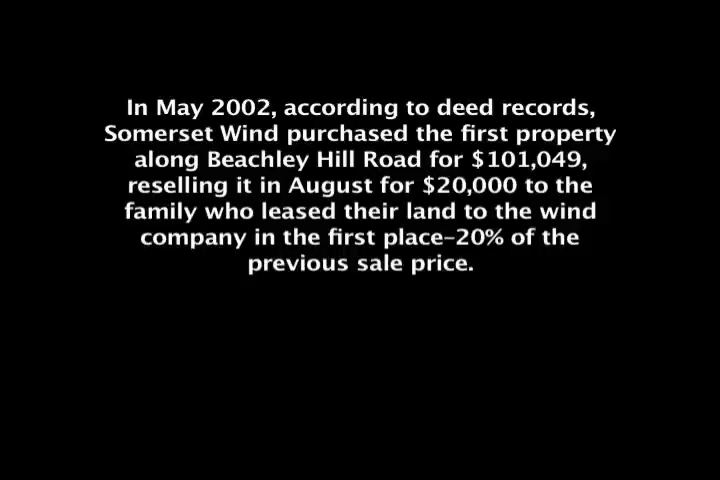 In May 2002, according to deed records,
Somerset Wind purchased the first property
along Beachley Hill Road for $101,049,
reselling it in August for $20,000 to the
family who leased their land to the wind
company in the first place–20% of the
previous sale price.